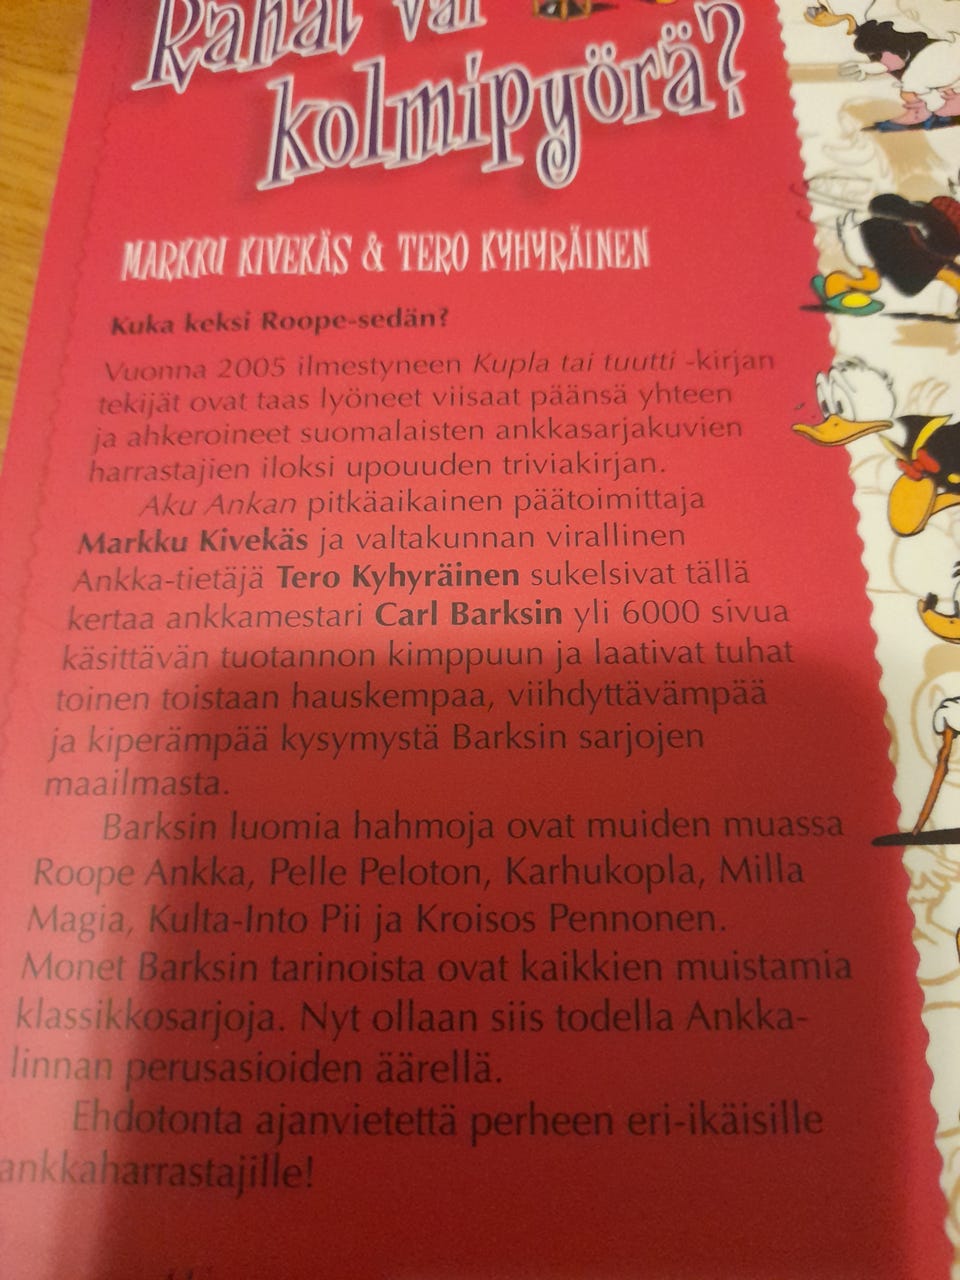 Rahat vai
kolmipyörä?
MARKKU KIVEKÄS & TERO KYHYRÄINEN
Kuka keksi Roope-sedän?
Vuonna 2005 ilmestyneen Kupla tai tuutti -kirjan
tekijät ovat taas lyöneet viisaat päänsä yhteen
ja ahkeroineet suomalaisten ankkasarjakuvien
harrastajien iloksi upouuden triviakirjan.
Aku Ankan pitkäaikainen päätoimittaja
Markku Kivekäs ja valtakunnan virallinen
Ankka-tietäjä Tero Kyhyräinen sukelsivat tällä
kertaa ankkamestari Carl Barksin yli 6000 sivua
käsittävän tuotannon kimppuun ja laativat tuhat
toinen toistaan hauskempaa, viihdyttävämpää
ja kiperämpää kysymystä Barksin sarjojen
maailmasta.
Barksin luomia hahmoja ovat muiden muassa
Roope Ankka, Pelle Peloton, Karhukopla, Milla
Magia, Kulta-Into Pii ja Kroisos Pennonen.
Monet Barksin tarinoista ovat kaikkien muistamia
klassikkosarjoja. Nyt ollaan siis todella Ankka-
linnan perusasioiden äärellä.
Ehdotonta ajanvietettä perheen eri-ikäisille
ankkaharrastajille!